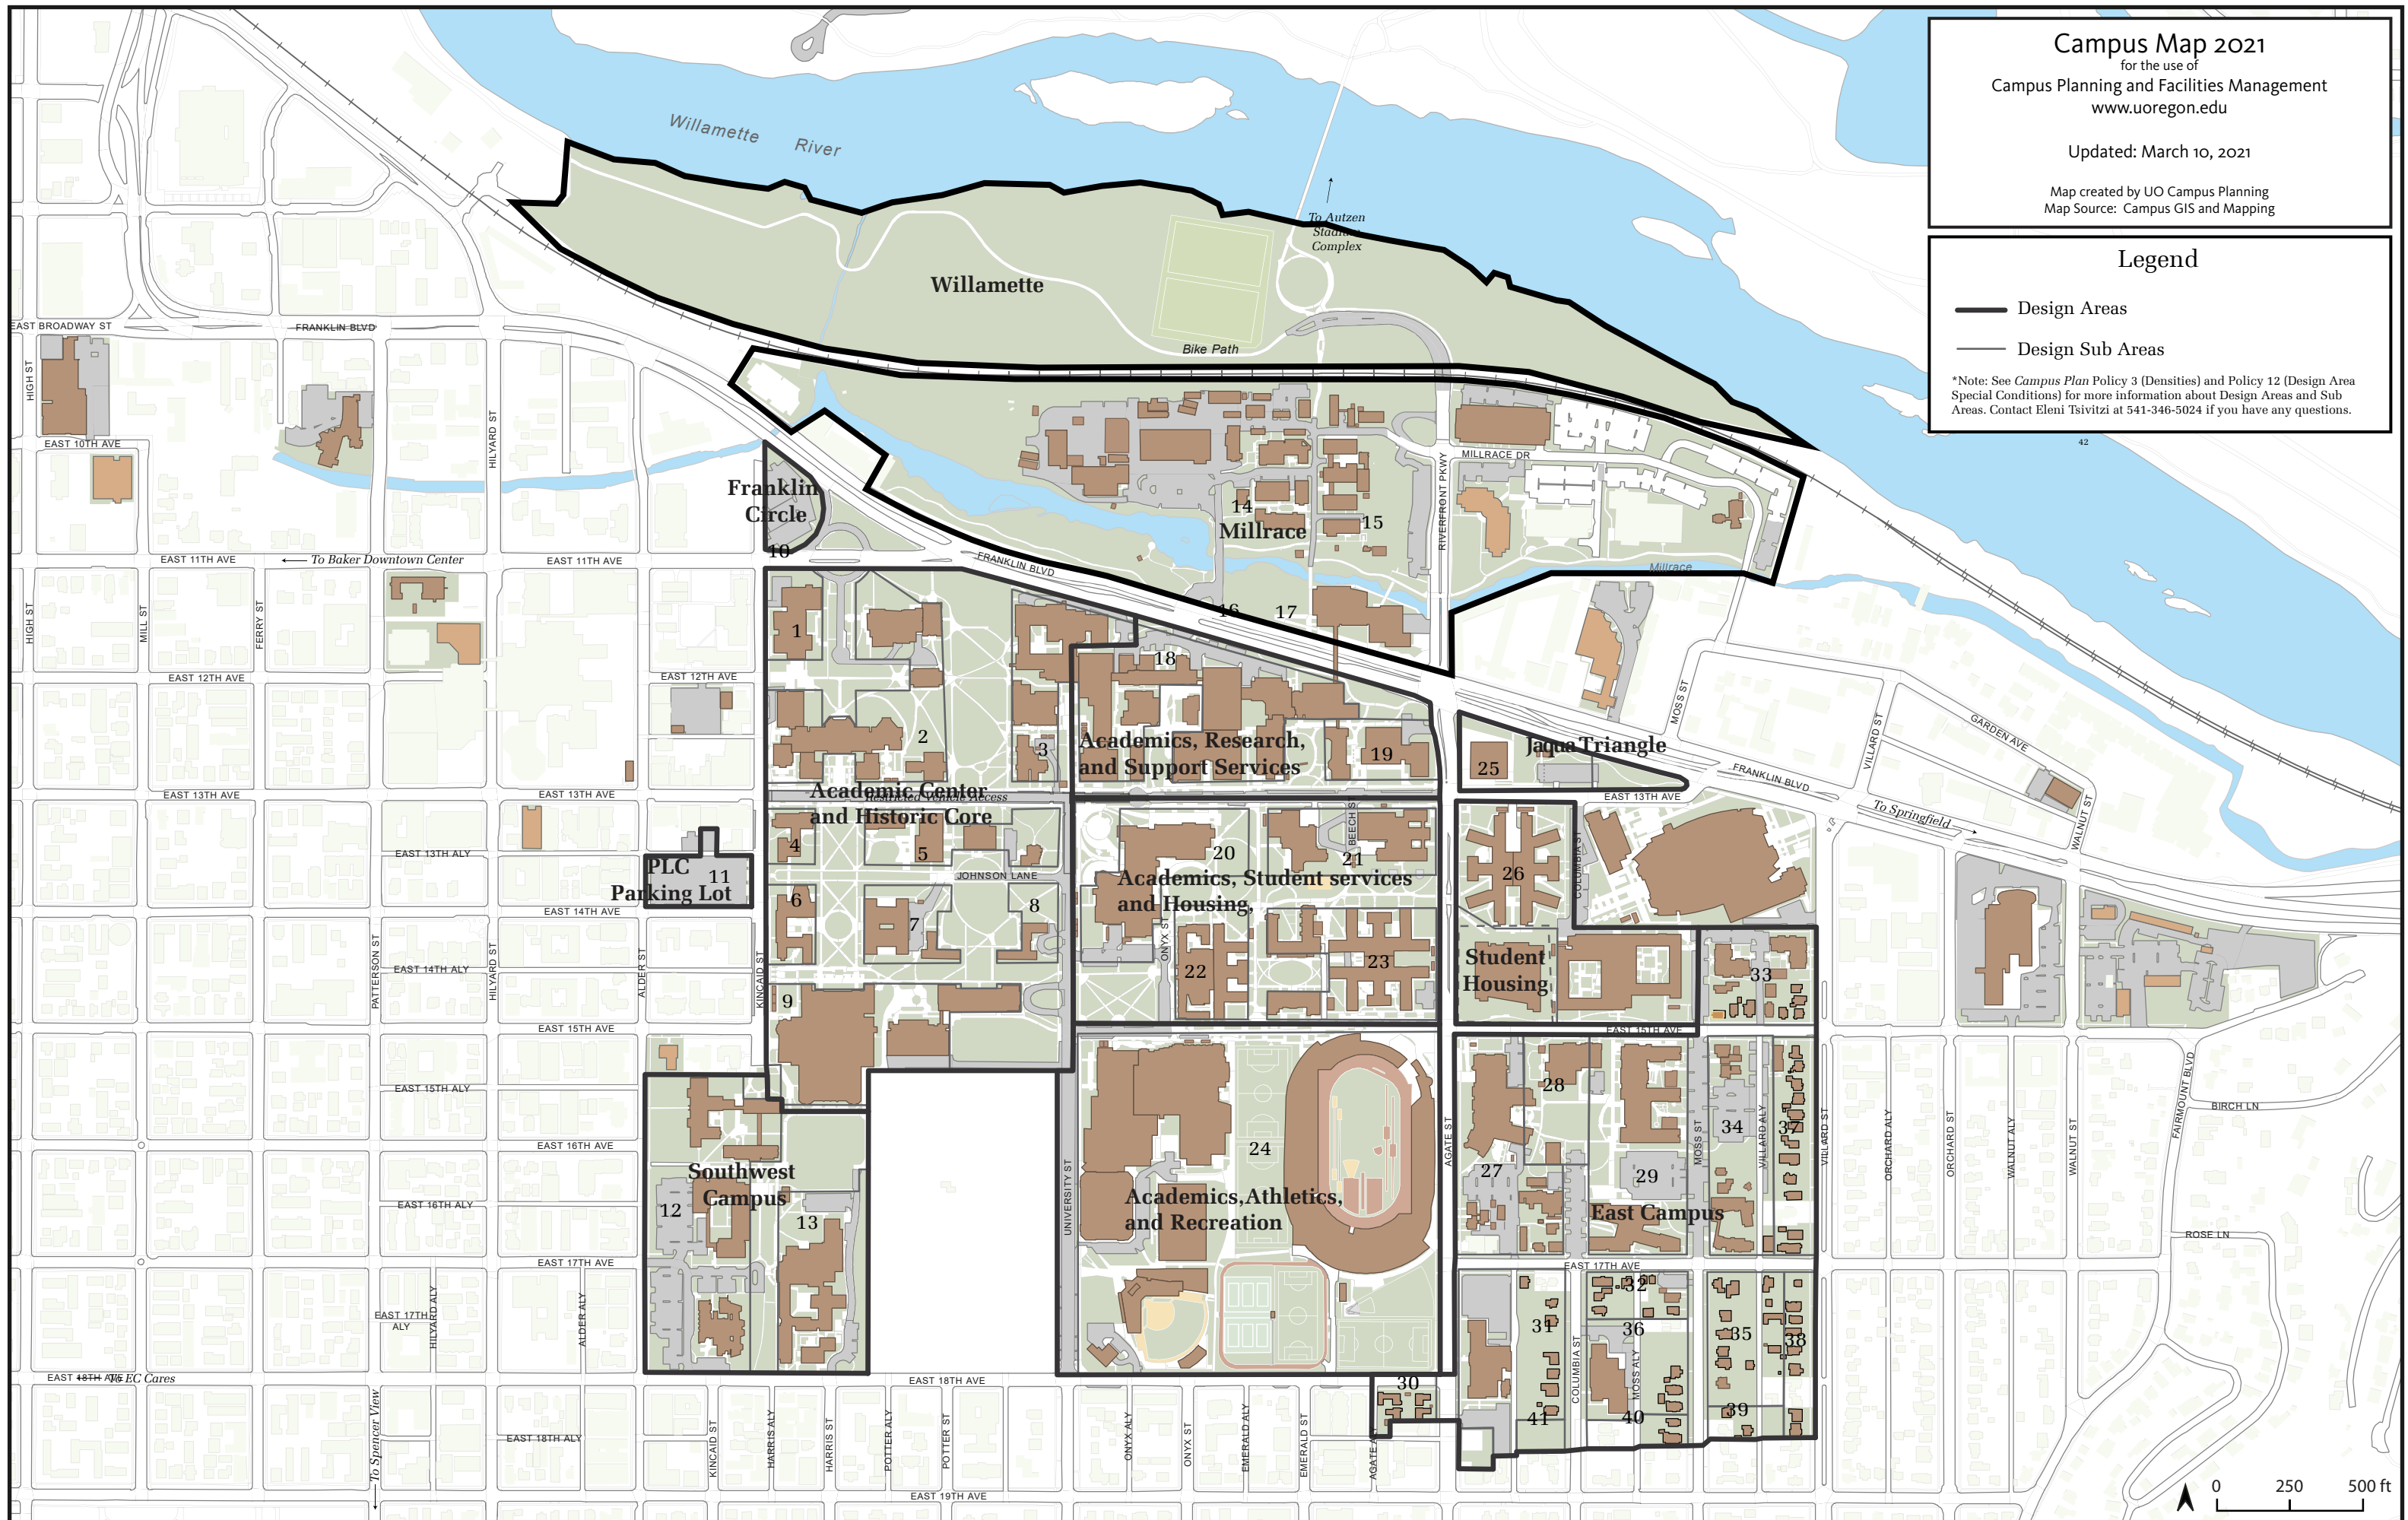 Campus Map 2021
for the use of
Campus Planning and Facilities Management
www.uoregon.edu
Updated: March 10, 2021
Map created by UO Campus Planning
Map Source: Campus GIS and Mapping
Legend
Design Areas
Design Sub Areas
*Note: See Campus Plan Policy 3 (Densities) and Policy 12 (Design Area
Special Conditions) for more information about Design Areas and Sub
Areas. Contact Eleni Tsivitzi at 541-346-5024 if you have any questions.
42
Willamette River
To Autzen
Stadium
Complex
Willamette
Bike Path
EAST BROADWAY ST
FRANKLIN BLVD
HIGH ST
HILYARD ST
EAST 10TH AVE
MILLRACE DR
RIVERFRONT PKWY
Franklin
Circle
10
14
Millrace
15
EAST 11TH AVE
To Baker Downtown Center
EAST 11TH AVE
FRANKLIN BLVD
Millrace
HIGH ST
MILL ST
FERRY ST
1
16
17
18
EAST 12TH AVE
EAST 12TH AVE
MOSS ST
VILLARD ST
GARDEN AVE
2
3
Academics, Research,
and Support Services
19
Jaqua Triangle
25
FRANKLIN BLVD
EAST 13TH AVE
EAST 13TH AVE
EAST 13TH AVE
To Springfield
WALNUT ST
Academic Center
Restricted Vehicle Access
and Historic Core
BEECH S
4
5
20
21
EAST 13TH ALY
PLC
Parking Lot
11
JOHNSON LANE
Academics, Student services
and Housing,
26
COLUMBIA ST
6
7
8
EAST 14TH AVE
PATTERSON ST
HILYARD ST
ALDER ST
KINCAID ST
ONYX ST
EAST 14TH ALY
22
23
Student
Housing
33
9
EAST 15TH AVE
EAST 15TH AVE
EAST 15TH ALY
28
FAIRMOUNT BLVD
BIRCH LN
EAST 16TH AVE
24
AGATE ST
MOSS ST
34
VILLARD ALY
37
VILLARD ST
ORCHARD ALY
ORCHARD ST
WALNUT ALY
WALNUT ST
Southwest
Campus
UNIVERSITY ST
27
29
EAST 16TH ALY
12
13
Academics, Athletics,
and Recreation
East Campus
ROSE LN
EAST 17TH AVE
EAST 17TH AVE
32
EAST 17TH
ALY
HILYARD ALY
ALDER ALY
31
36
35
38
COLUMBIA ST
MOSS ALY
EAST 18TH AVE
To EC Cares
EAST 18TH AVE
30
41
40
39
To Spencer View
EAST 18TH ALY
KINCAID ST
HARRIS ALY
HARRIS ST
POTTER ALY
POTTER ST
ONYX ALY
ONYX ST
EMERALD ALY
EMERALD ST
EAST 19TH AVE
0 250 500 ft